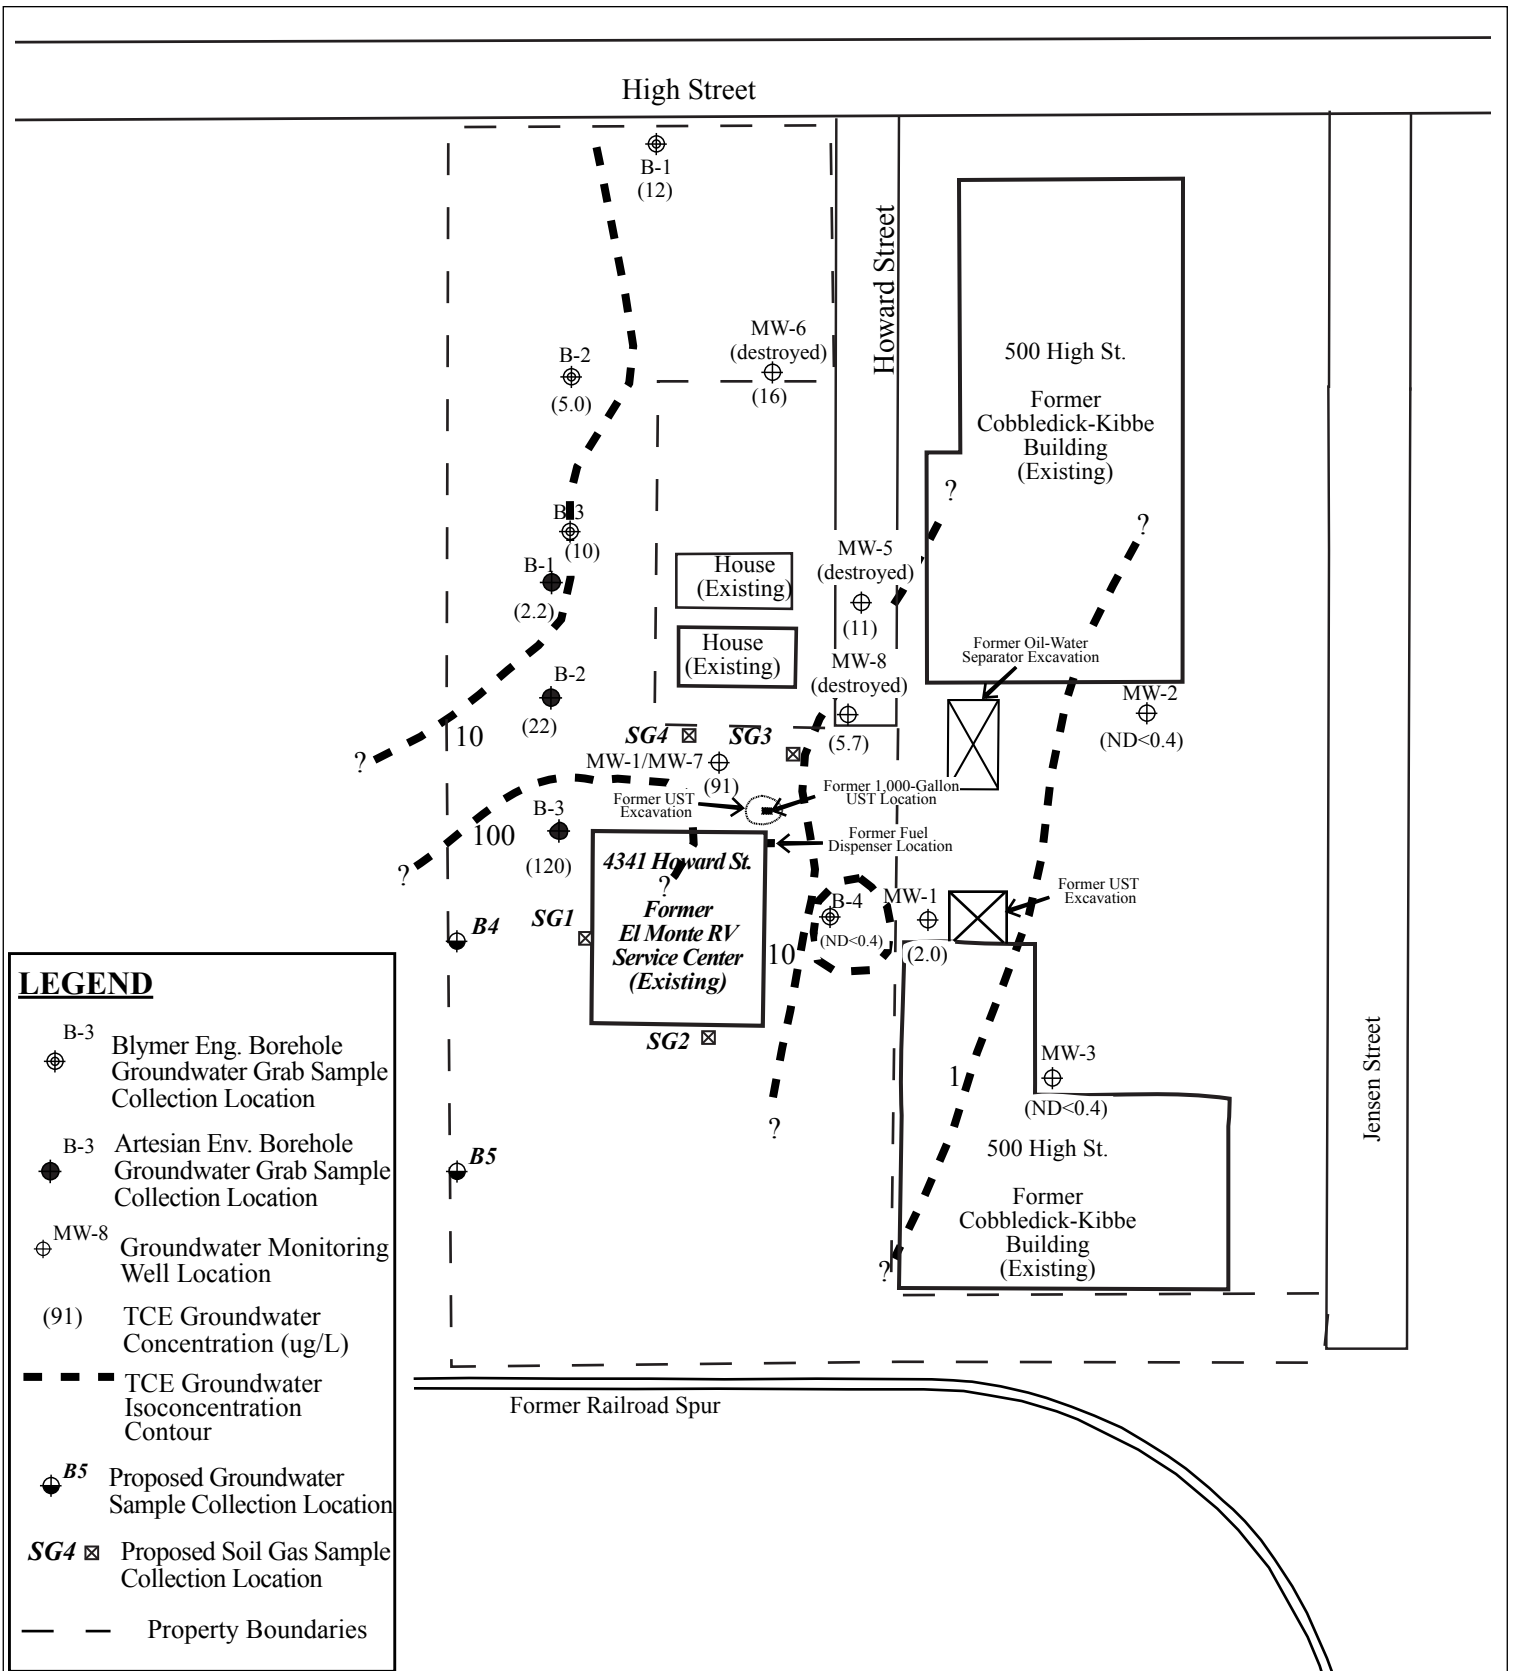 High Street
B-1
(12)
Howard Street
MW-6
(destroyed)
(16)
B-2
(5.0)
500 High St.
Former
Cobbledick-Kibbe
Building
(Existing)
?
?
B-3
(10)
B-1
(2.2)
House
(Existing)
MW-5
(destroyed)
(11)
House
(Existing)
MW-8
(destroyed)
(5.7)
Former Oil-Water
Separator Excavation
MW-2
(ND<0.4)
B-2
(22)
10
?
SG4
SG3
MW-1/MW-7
(91)
Former UST
Excavation
Former 1,000-Gallon
UST Location
Former Fuel
Dispenser Location
B-3
(120)
100
?
4341 Howard St.
?
Former
El Monte RV
Service Center
(Existing)
SG1
B4
SG2
10
?
B-4
(ND<0.4)
MW-1
(2.0)
Former UST
Excavation
MW-3
(ND<0.4)
1
500 High St.
Former
Cobbledick-Kibbe
Building
(Existing)
?
B5
Jensen Street
Former Railroad Spur
LEGEND
B-3
Blymer Eng. Borehole
Groundwater Grab Sample
Collection Location
B-3
Artesian Env. Borehole
Groundwater Grab Sample
Collection Location
MW-8
Groundwater Monitoring
Well Location
(91)
TCE Groundwater
Concentration (ug/L)
TCE Groundwater
Isoconcentration
Contour
B5
Proposed Groundwater
Sample Collection Location
SG4
Proposed Soil Gas Sample
Collection Location
Property Boundaries